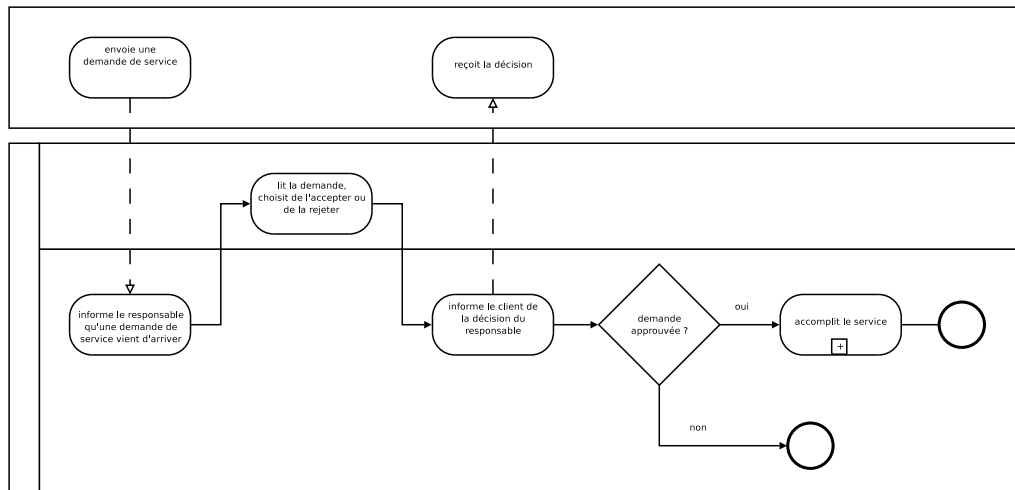 envoie une
demande de service
reçoit la décision
lit la demande,
choisit de l'accepter ou
de la rejeter
informe le responsable
qu'une demande de
service vient d'arriver
informe le client de
la décision du
responsable
demande
approuvée ?
oui
accomplit le service
+
non